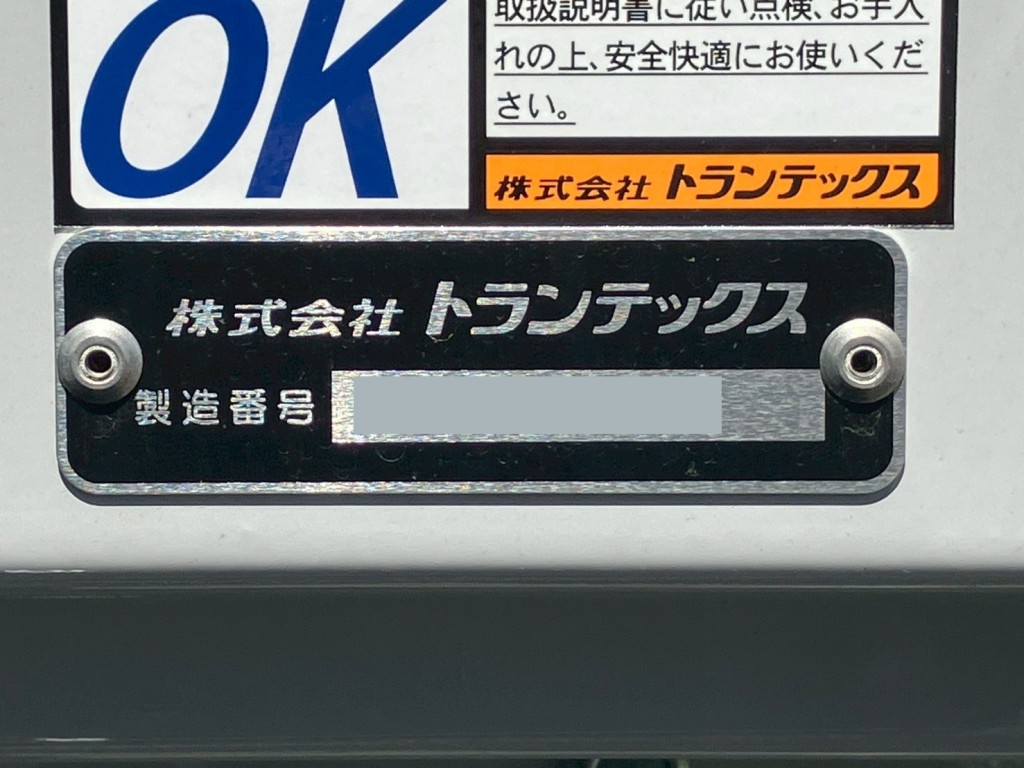 OK
取扱説明書に従い点検、お手入
れの上、安全快適にお使いくだ
さい。
株式会社 トランテックス
株式会社 トランテックス
製造番号